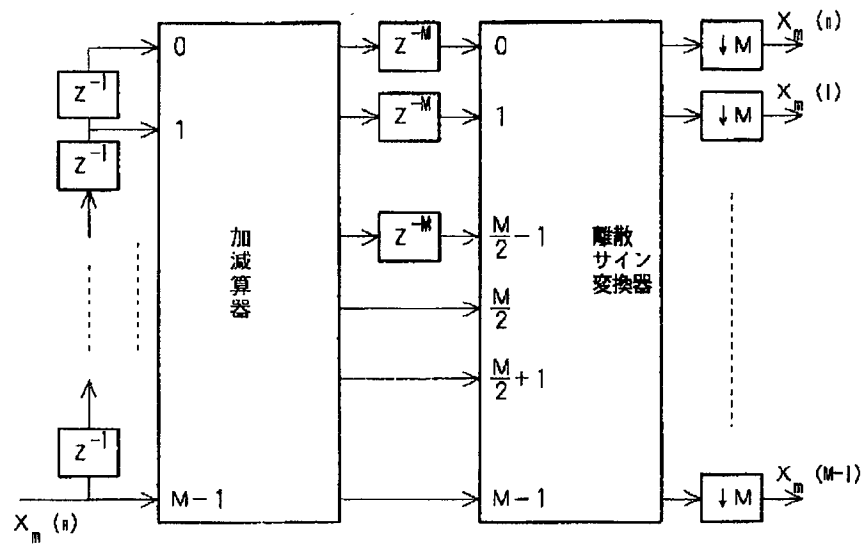 0
Z^-M
0
↓M
X_m (n)
Z^-1
1
Z^-M
1
↓M
X_m (1)
Z^-1
加減算器
Z^-M
M/2-1
離散
サイン
変換器
M/2
M/2+1
Z^-1
M-1
M-1
↓M
X_m (M-1)
X_m (n)